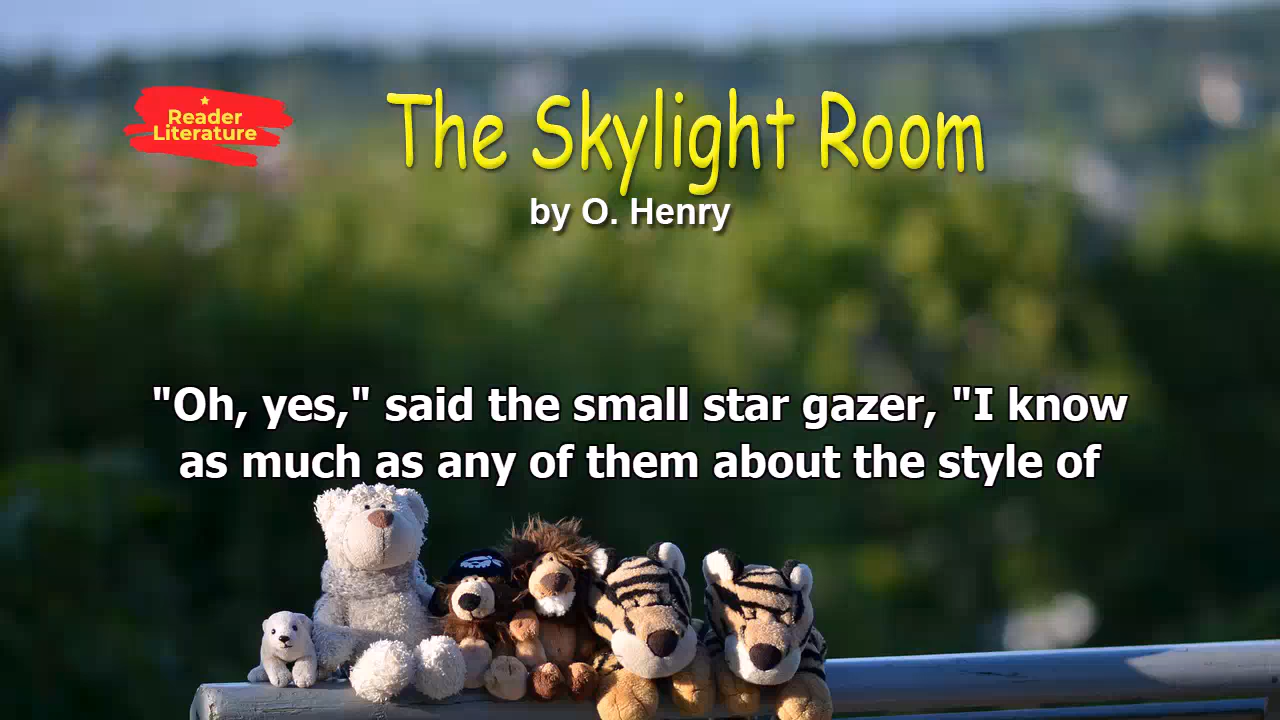 Reader
Literature
The Skylight Room
by O. Henry
"Oh, yes," said the small star gazer, "I know
as much as any of them about the style of